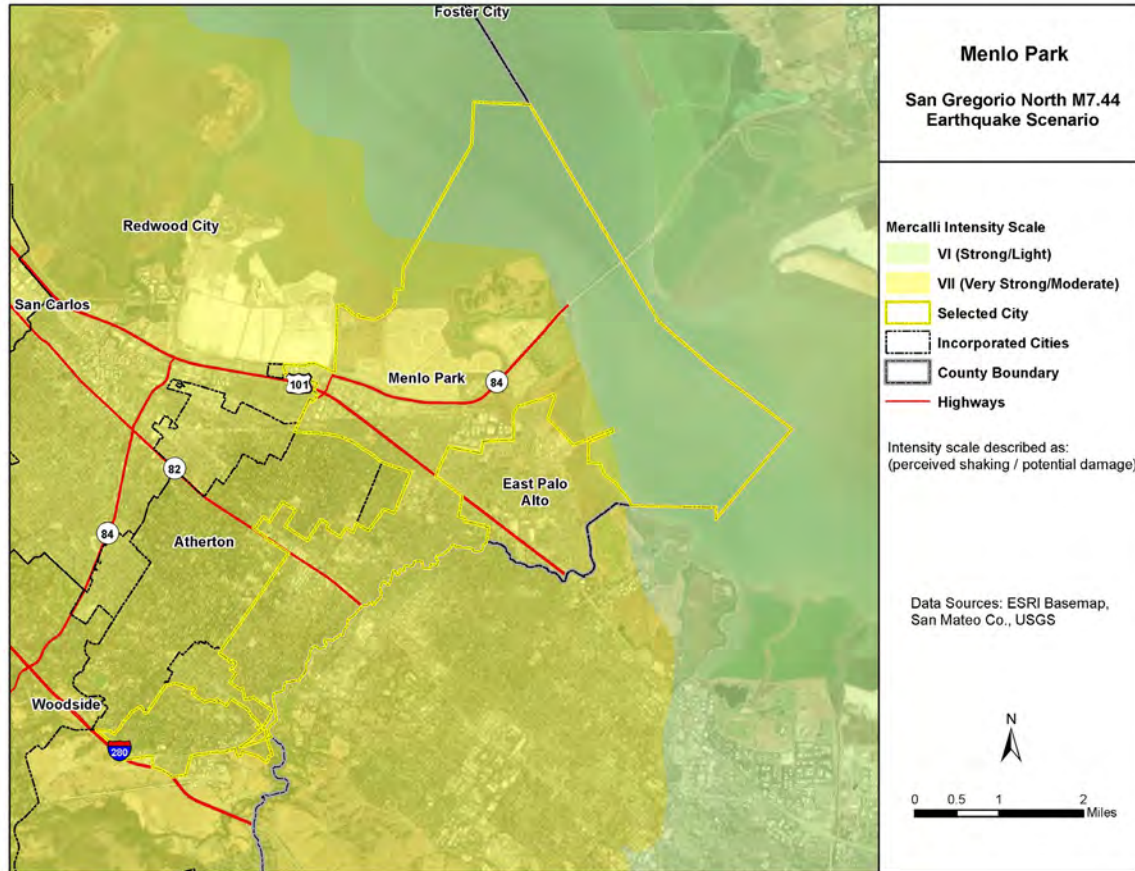 Foster City
Redwood City
San Carlos
101
Menlo Park
84
82
East Palo
Alto
84
Atherton
Woodside
280
Menlo Park
San Gregorio North M7.44
Earthquake Scenario
Mercalli Intensity Scale
VI (Strong/Light)
VII (Very Strong/Moderate)
Selected City
Incorporated Cities
County Boundary
Highways
Intensity scale described as:
(perceived shaking / potential damage)
Data Sources: ESRI Basemap,
San Mateo Co., USGS
N
0 0.5 1 2
Miles